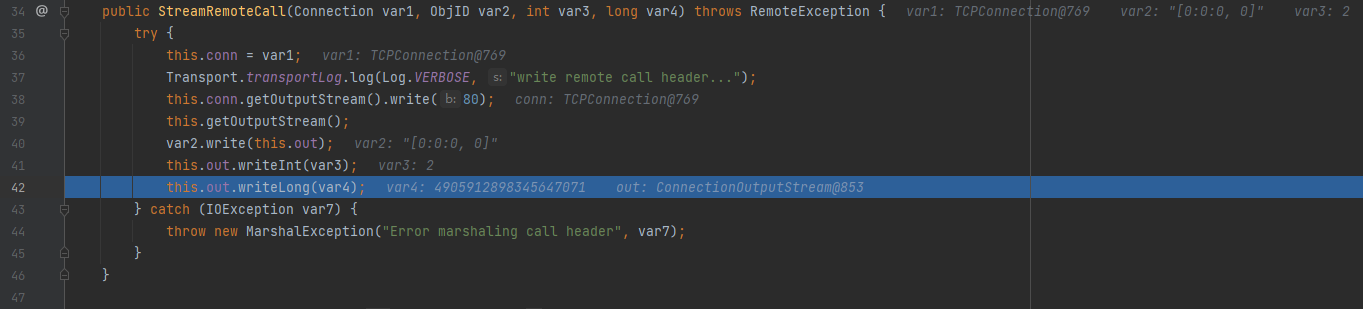 34 @ public StreamRemoteCall(Connection var1, ObjID var2, int var3, long var4) throws RemoteException { var1: TCPConnection@769 var2: "[0:0:0, 0]" var3: 2
35 try {
36 this.conn = var1; var1: TCPConnection@769
37 Transport.transportLog.log(Log.VERBOSE, s: "write remote call header...");
38 this.conn.getOutputStream().write( b: 80); conn: TCPConnection@769
39 this.getOutputStream();
40 var2.write(this.out); var2: "[0:0:0, 0]"
41 this.out.writeInt(var3); var3: 2
42 this.out.writeLong(var4); var4: 4905912898345647071 out: ConnectionOutputStream@853
43 } catch (IOException var7) {
44 throw new MarshalException("Error marshaling call header", var7);
45 }
46 }
47